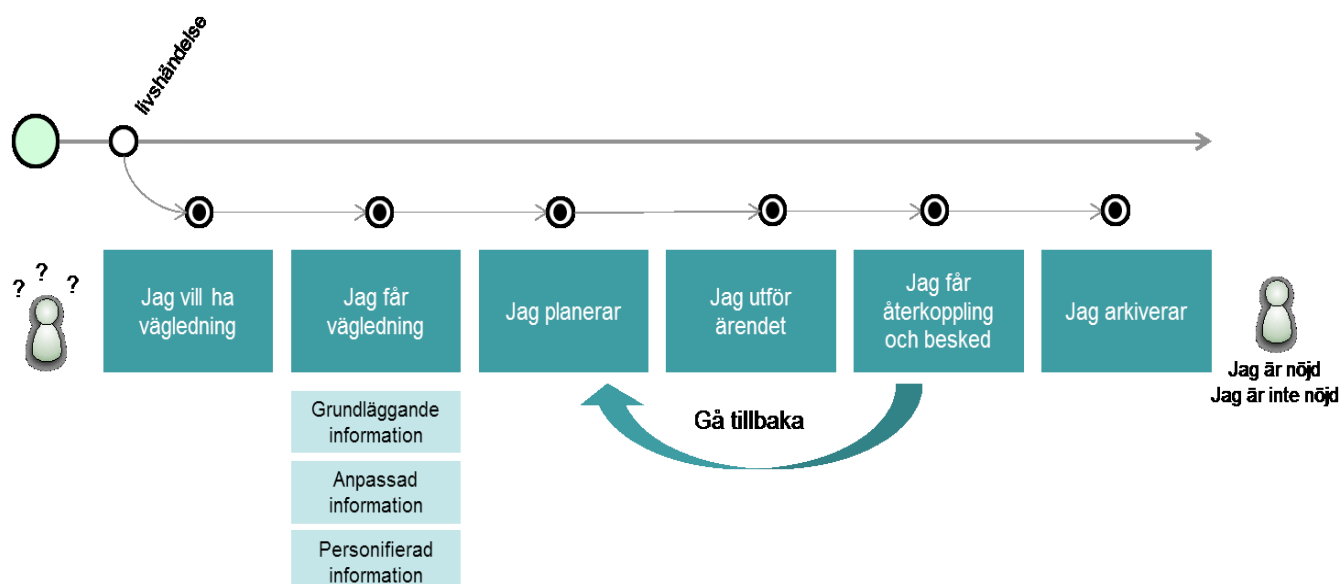 livshändelse
? ? ?
Jag vill ha
vägledning
Jag får
vägledning
Jag planerar
Jag utför
ärendet
Jag får
återkoppling
och besked
Jag arkiverar
Jag är nöjd
Jag är inte nöjd
Grundläggande
information
Anpassad
information
Personifierad
information
Gå tillbaka